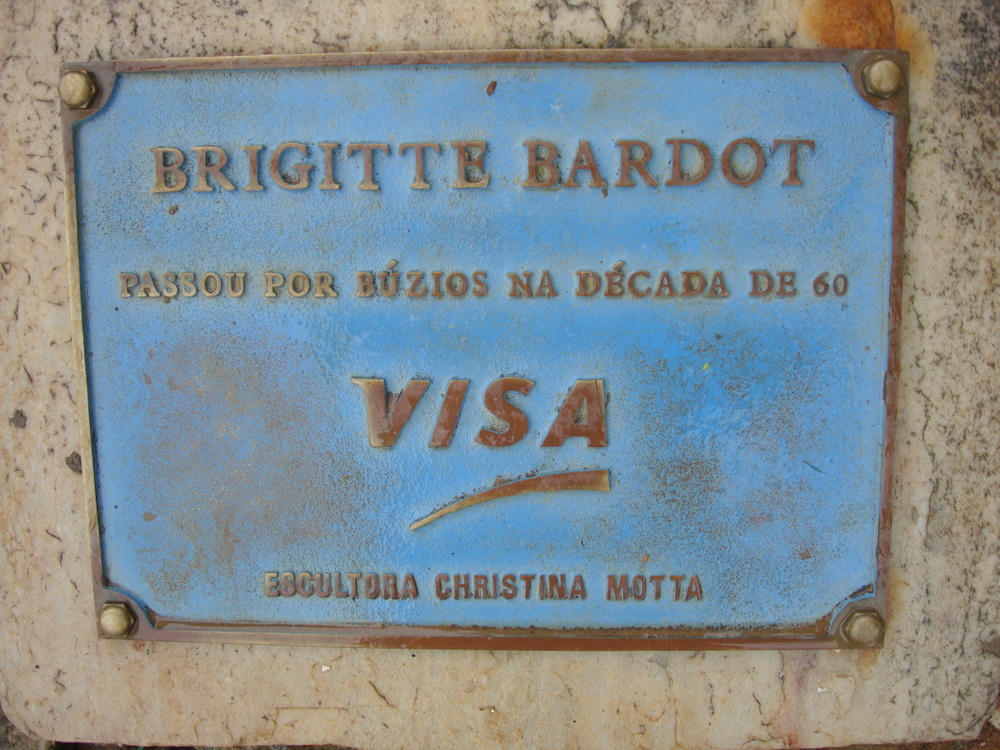 BRIGITTE BARDOT
PASSOU POR BÚZIOS NA DÉCADA DE 60
VISA
ESCULTORA CHRISTINA MOTTA